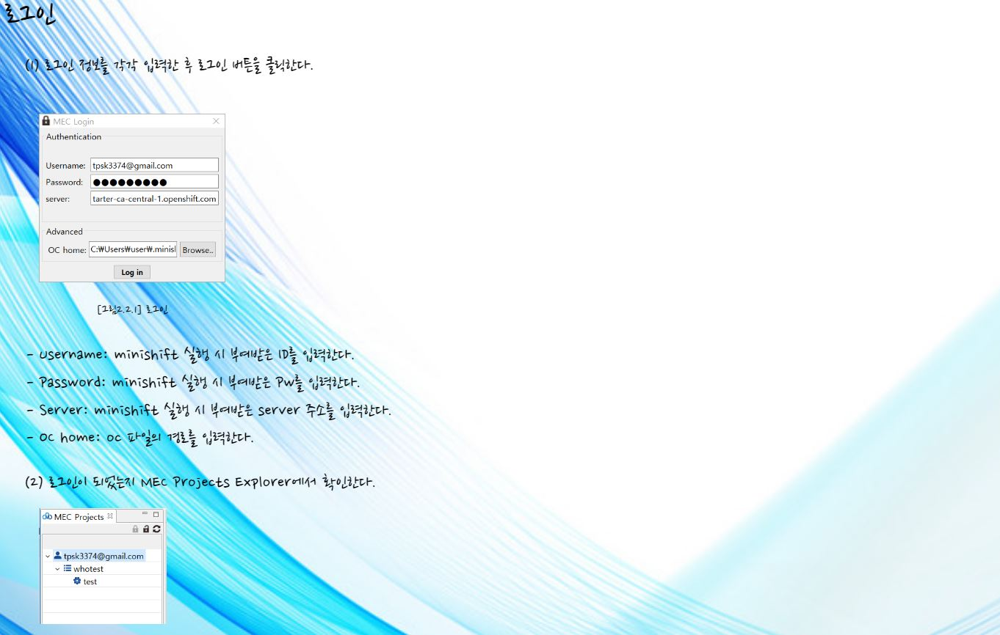 로그인
(1) 로그인 정보를 각각 입력한 후 로그인 버튼을 클릭한다.
MEC Login
Authentication
Username: tpsk3374@gmail.com
Password: ●●●●●●●●●
server: tarter-ca-central-1.openshift.com
Advanced
OC home: C:₩Users₩user₩.minisl Browse..
Log in
[그림2.2.1] 로그인
- Username: minishift 실행 시 부여받은 ID를 입력한다.
- Password: minishift 실행 시 부여받은 PW를 입력한다.
- Server: minishift 실행 시 부여받은 server 주소를 입력한다.
- OC home: oc 파일의 경로를 입력한다.
(2) 로그인이 되었는지 MEC Projects Explorer에서 확인한다.
MEC Projects
tpsk3374@gmail.com
whotest
test